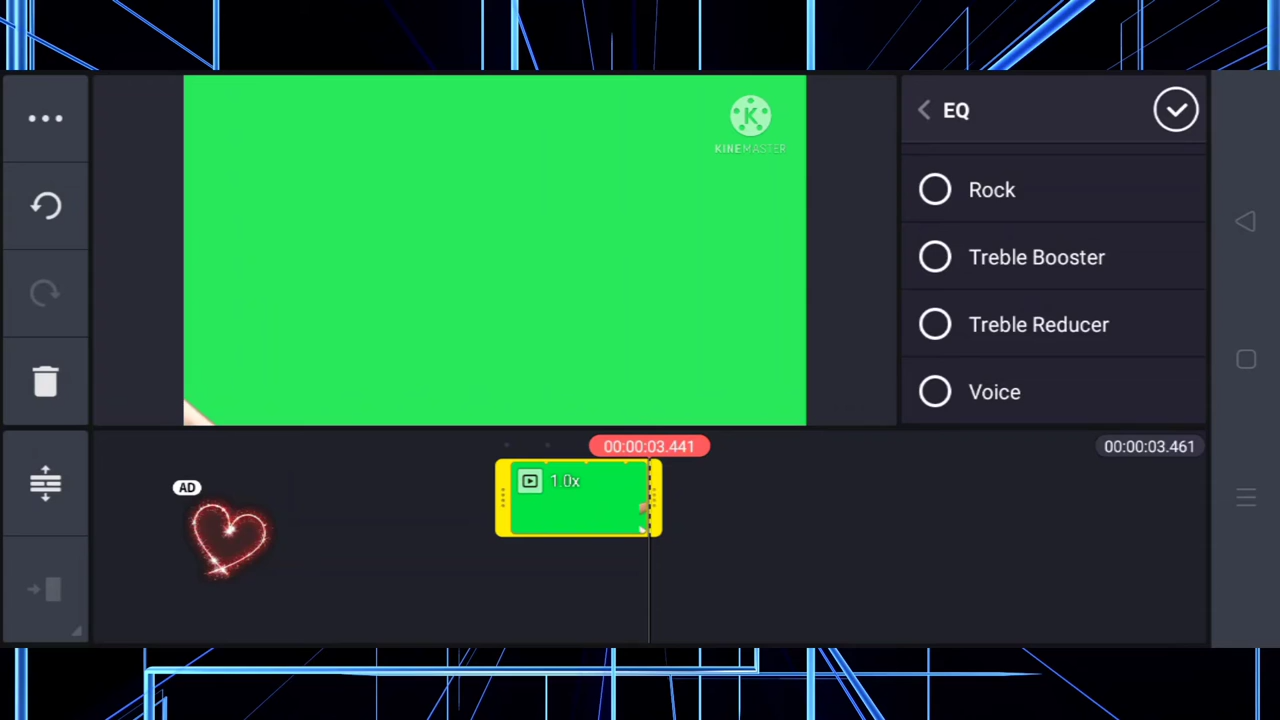 EQ
KINEMASTER
Rock
Treble Booster
Treble Reducer
Voice
00:00:03.441
00:00:03.461
1.0x
AD